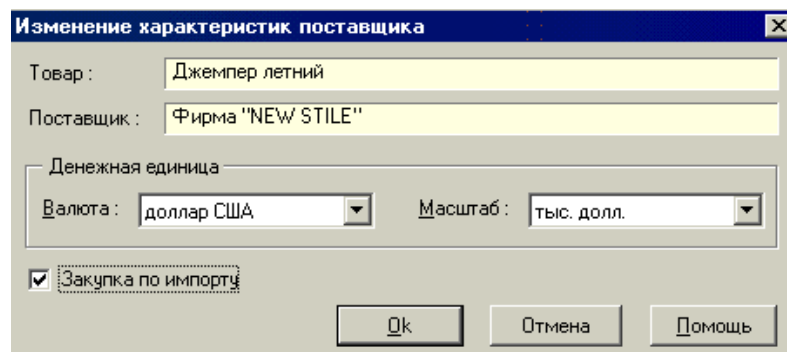 Изменение характеристик поставщика
Товар : Джемпер летний
Поставщик : Фирма "NEW STILE"
Денежная единица
Валюта : доллар США Масштаб : тыс. долл.
Закупка по импорту
Ok Отмена Помощь